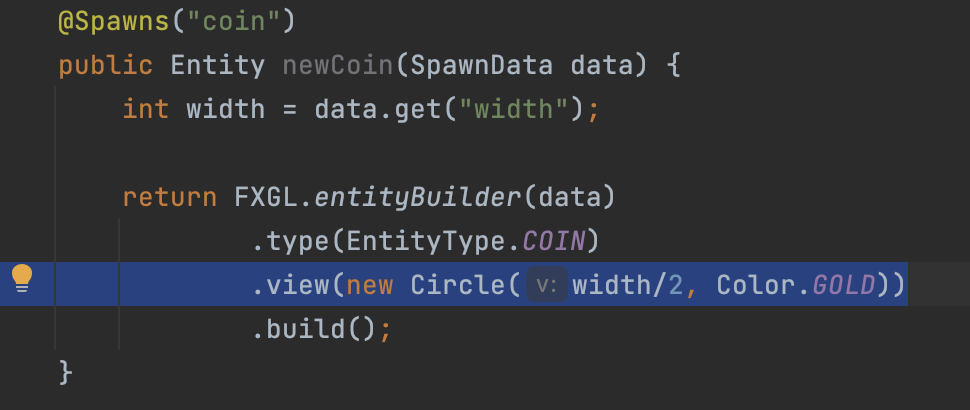 @Spawns("coin")
public Entity newCoin(SpawnData data) {
    int width = data.get("width");

    return FXGL.entityBuilder(data)
            .type(EntityType.COIN)
            .view(new Circle( v: width/2, Color.GOLD))
            .build();
}